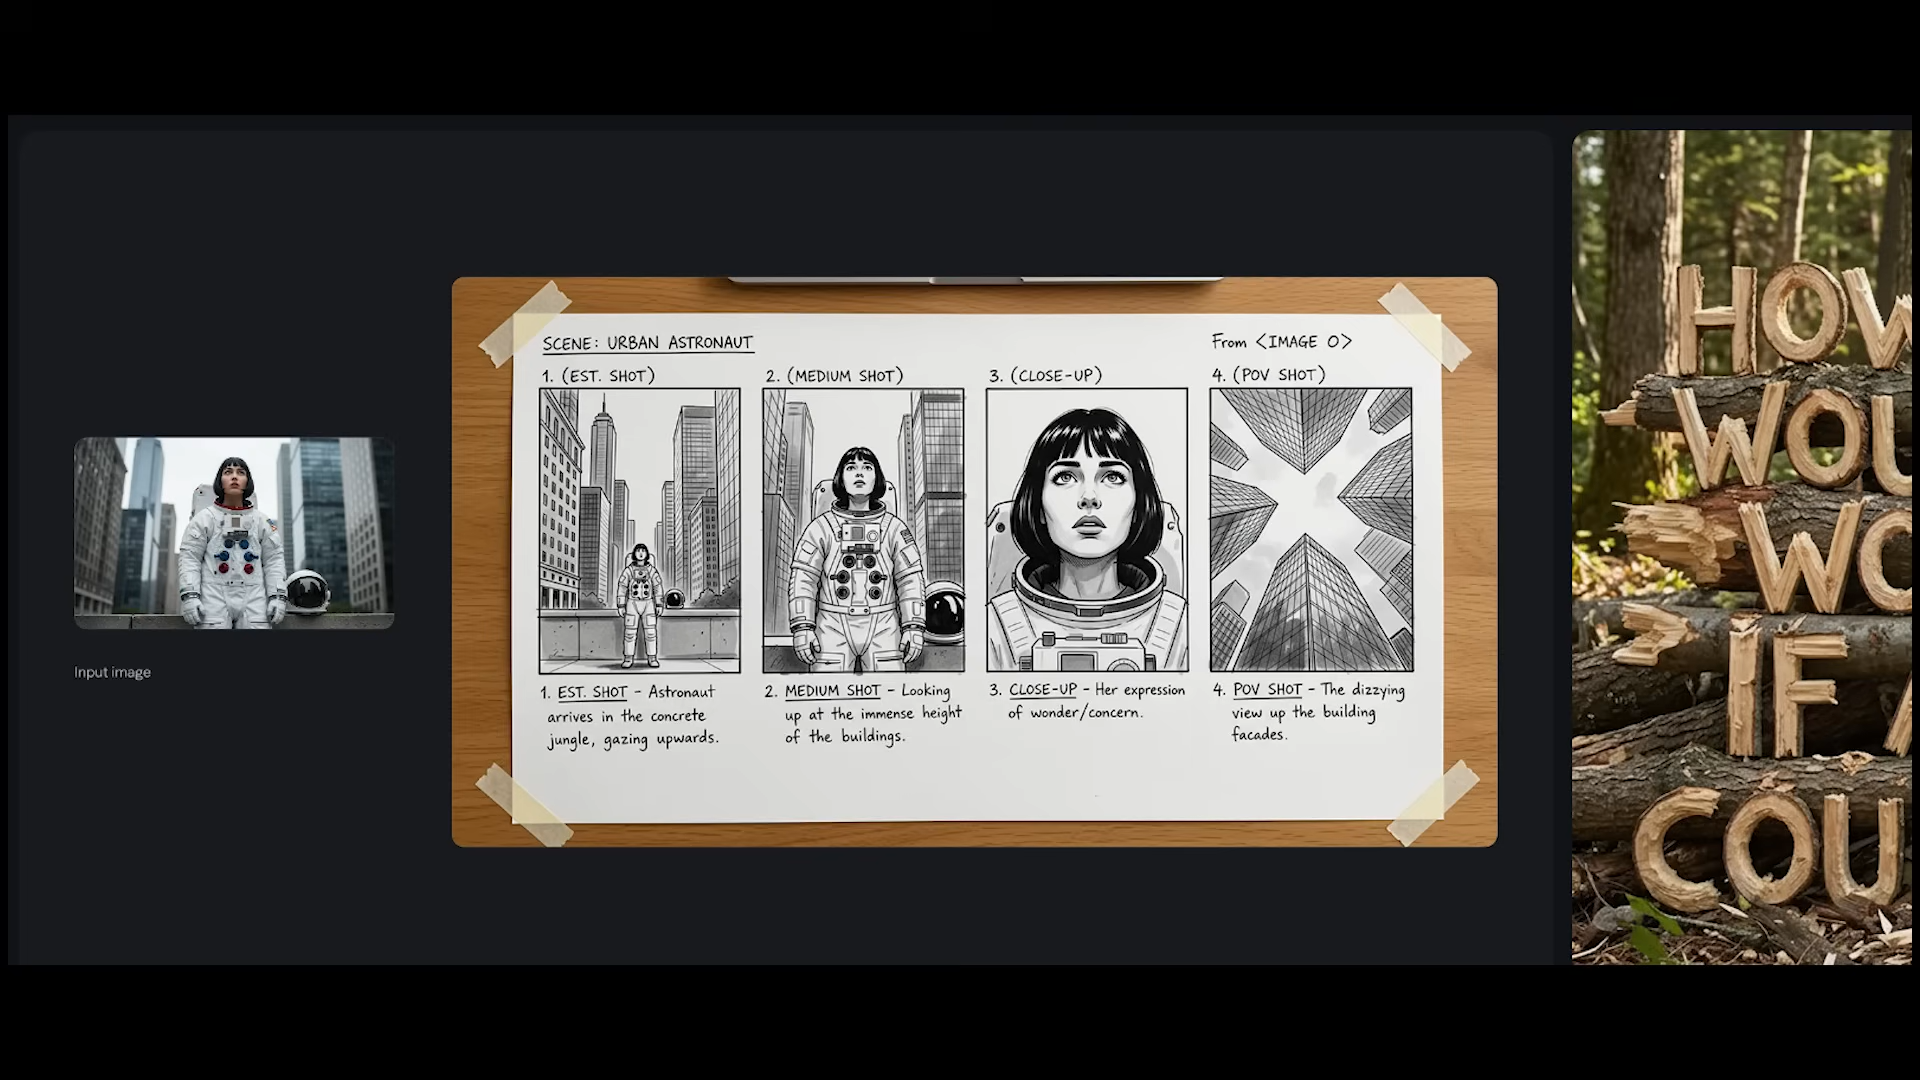 SCENE: URBAN ASTRONAUT
From <IMAGE 0>
1. (EST. SHOT)
2. (MEDIUM SHOT)
3. (CLOSE-UP)
4. (POV SHOT)
1. EST. SHOT - Astronaut
arrives in the concrete
jungle, gazing upwards.
2. MEDIUM SHOT - Looking
up at the immense height
of the buildings.
3. CLOSE-UP - Her expression
of wonder/concern.
4. POV SHOT - The dizzying
view up the building
facades.
Input image
HOW
WOU
WO
IF A
COU